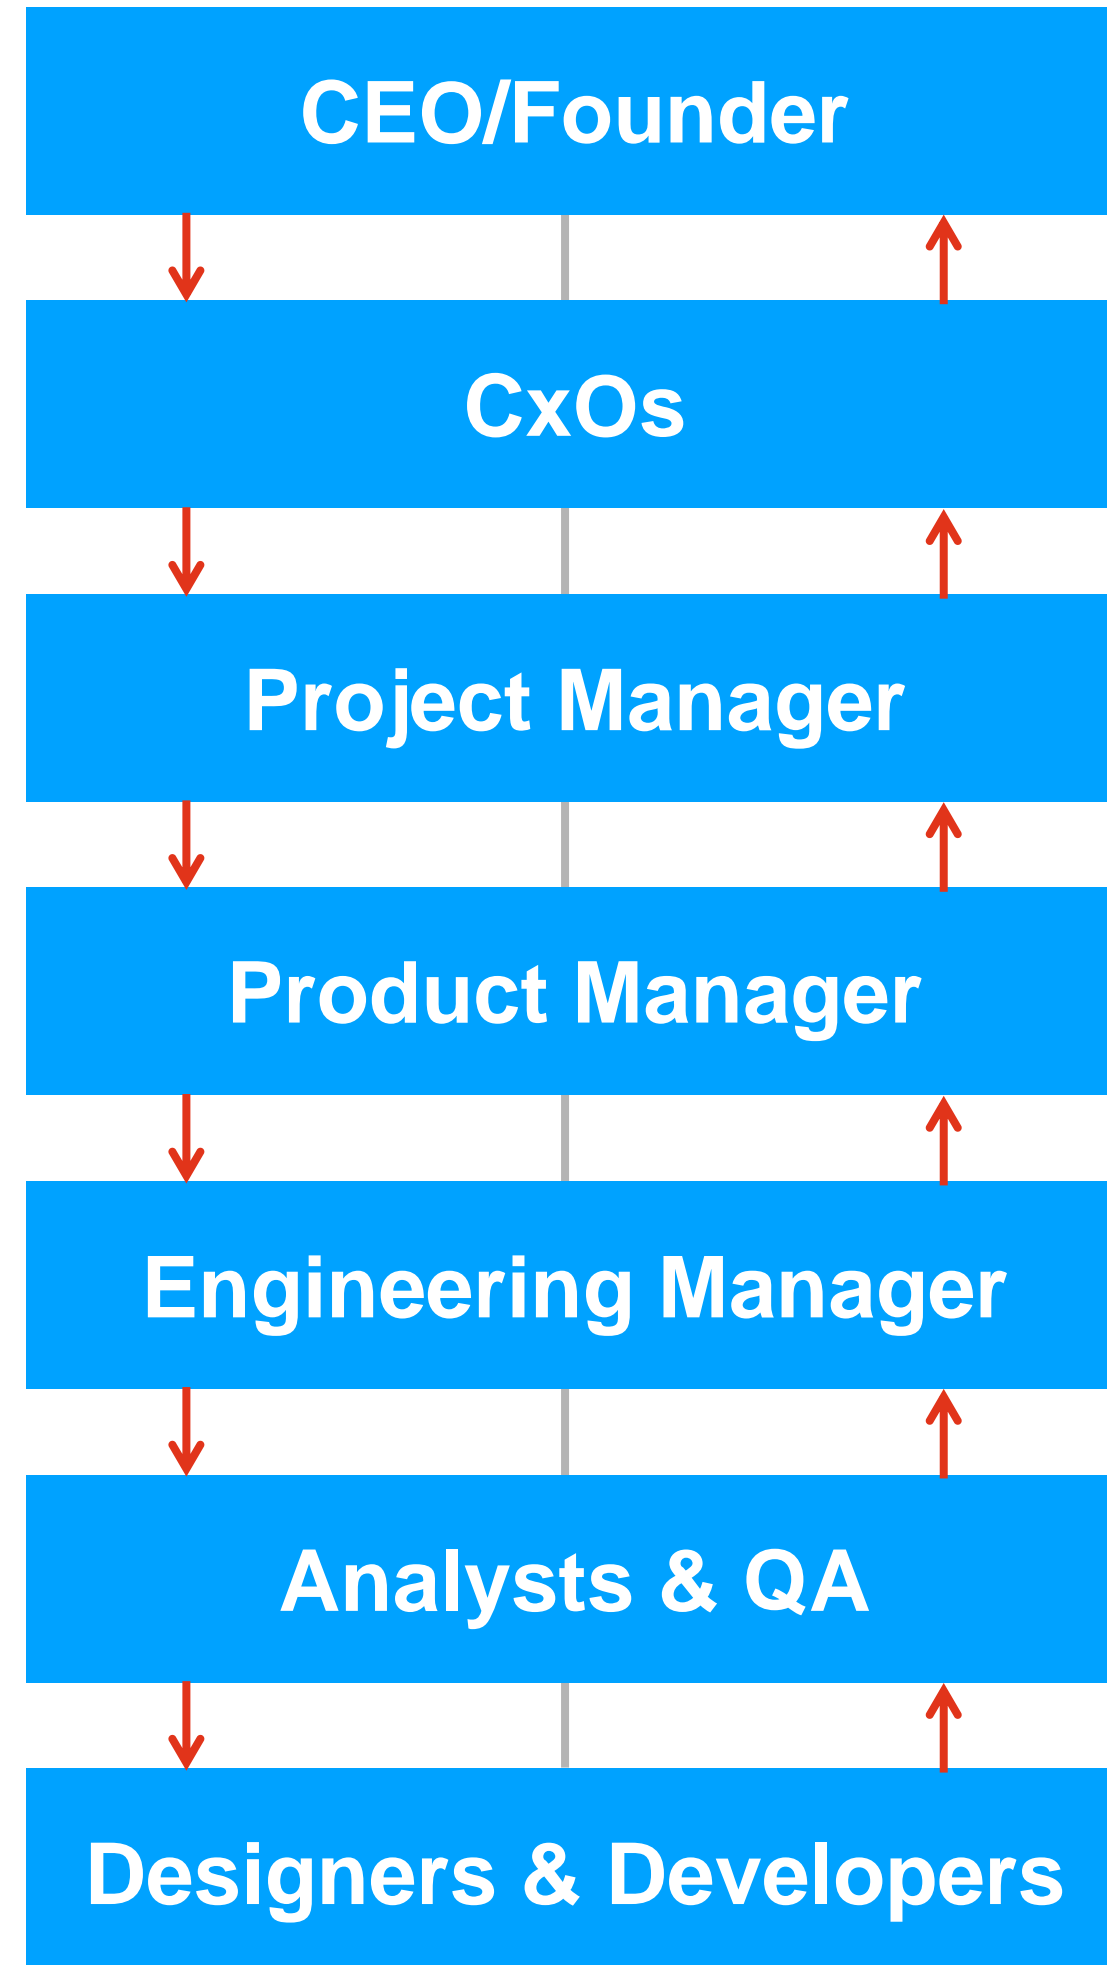 CEO/Founder
CxOs
Project Manager
Product Manager
Engineering Manager
Analysts & QA
Designers & Developers